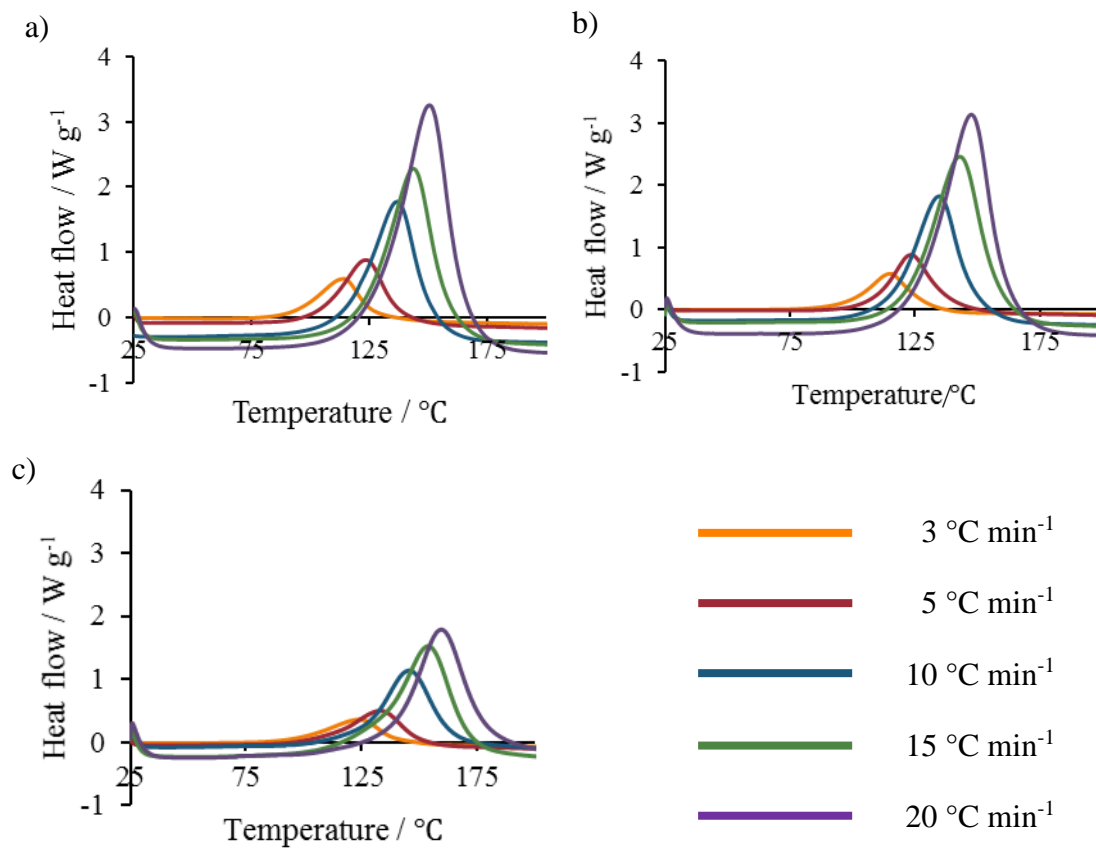 a)
4
3
2
1
0
-1
25
75
125
175
Heat flow / W g⁻¹
Temperature / °C
b)
4
3
2
1
0
-1
25
75
125
175
Heat flow / W g⁻¹
Temperature/°C
c)
4
3
2
1
0
-1
25
75
125
175
Heat flow / W g⁻¹
Temperature / °C
3 °C min⁻¹
5 °C min⁻¹
10 °C min⁻¹
15 °C min⁻¹
20 °C min⁻¹